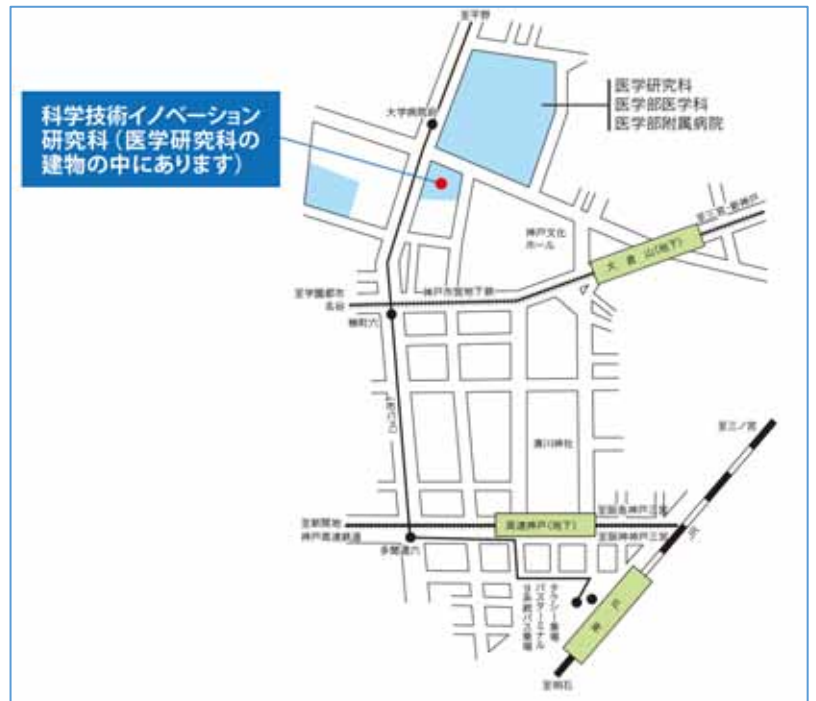 至平野
医学研究科
医学部医学科
医学部附属病院
科学技術イノベーション
研究科（医学研究科の
建物の中にあります）
大学病院前
至三宮・新神戸
神戸文化
ホール
大倉山（地下）
至学園都市
名谷
神戸市営地下鉄
楠町六
至三ノ宮
湊川神社
至新開地
神戸高速鉄道
高速神戸（地下）
至阪急神戸三宮
至阪神神戸三宮
JR
多聞通六
タクシー乗場
バスターミナル
9系統バス乗場
神戸
至明石